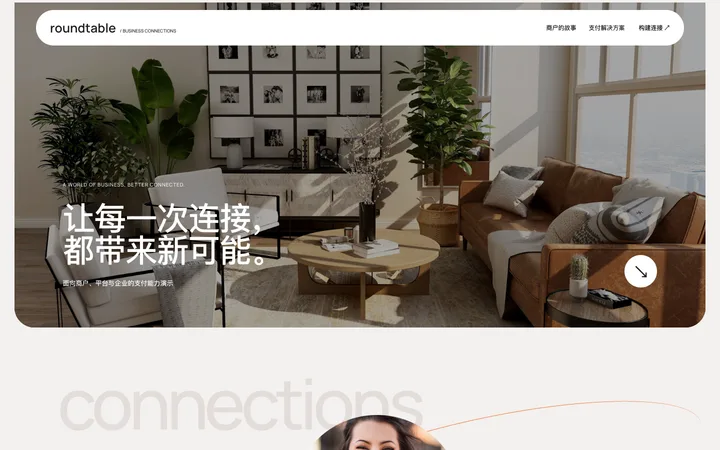 roundtable
/ BUSINESS CONNECTIONS
商户的故事 支付解决方案 构建连接 ↗
A WORLD OF BUSINESS, BETTER CONNECTED.
让每一次连接，
都带来新可能。
面向商户、平台与企业的支付能力演示
connections